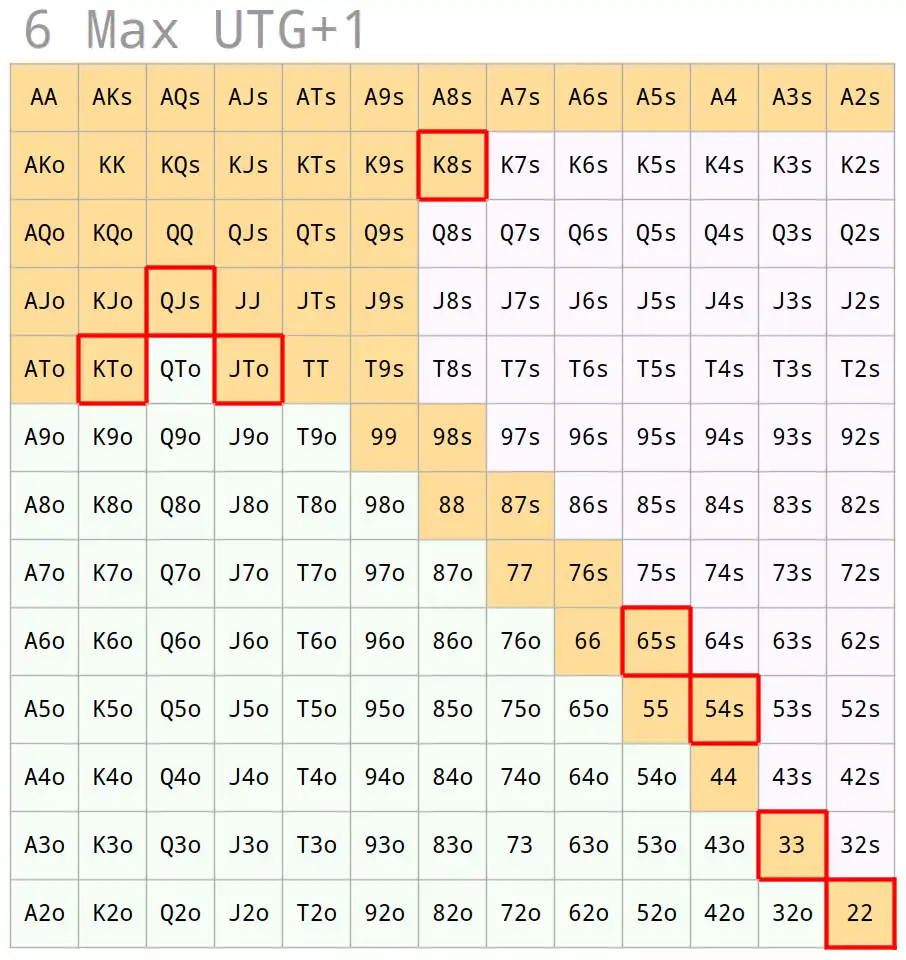 6 Max UTG+1
AA AKs AQs AJs ATs A9s A8s A7s A6s A5s A4 A3s A2s
AKo KK KQs KJs KTs K9s K8s K7s K6s K5s K4s K3s K2s
AQo KQo QQ QJs QTs Q9s Q8s Q7s Q6s Q5s Q4s Q3s Q2s
AJo KJo QJs JJ JTs J9s J8s J7s J6s J5s J4s J3s J2s
ATo KTo QTo JTo TT T9s T8s T7s T6s T5s T4s T3s T2s
A9o K9o Q9o J9o T9o 99 98s 97s 96s 95s 94s 93s 92s
A8o K8o Q8o J8o T8o 98o 88 87s 86s 85s 84s 83s 82s
A7o K7o Q7o J7o T7o 97o 87o 77 76s 75s 74s 73s 72s
A6o K6o Q6o J6o T6o 96o 86o 76o 66 65s 64s 63s 62s
A5o K5o Q5o J5o T5o 95o 85o 75o 65o 55 54s 53s 52s
A4o K4o Q4o J4o T4o 94o 84o 74o 64o 54o 44 43s 42s
A3o K3o Q3o J3o T3o 93o 83o 73 63o 53o 43o 33 32s
A2o K2o Q2o J2o T2o 92o 82o 72o 62o 52o 42o 32o 22